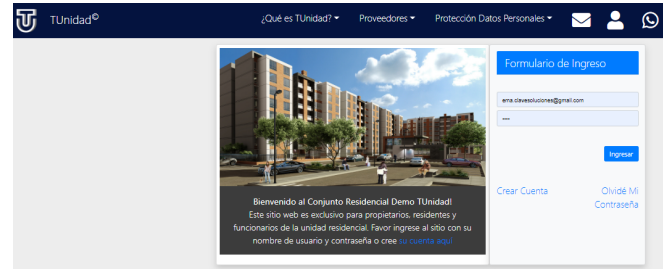 TUnidad©
¿Qué es TUnidad?
Proveedores
Protección Datos Personales
Formulario de Ingreso
ema.clavesoluciones@gmail.com
Ingresar
Crear Cuenta
Olvidé Mi
Contraseña
Bienvenido al Conjunto Residencial Demo TUnidad!
Este sitio web es exclusivo para propietarios, residentes y
funcionarios de la unidad residencial. Favor ingrese al sitio con su
nombre de usuario y contraseña o cree su cuenta aquí